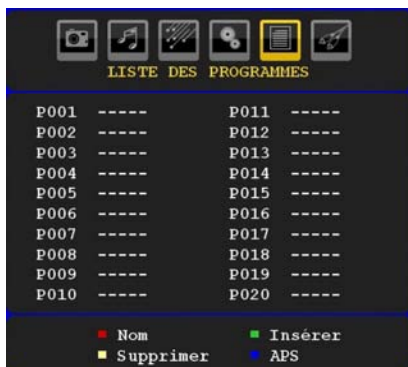 LISTE DES PROGRAMMES
P001 ----- P011 -----
P002 ----- P012 -----
P003 ----- P013 -----
P004 ----- P014 -----
P005 ----- P015 -----
P006 ----- P016 -----
P007 ----- P017 -----
P008 ----- P018 -----
P009 ----- P019 -----
P010 ----- P020 -----
Nom Insérer
Supprimer APS